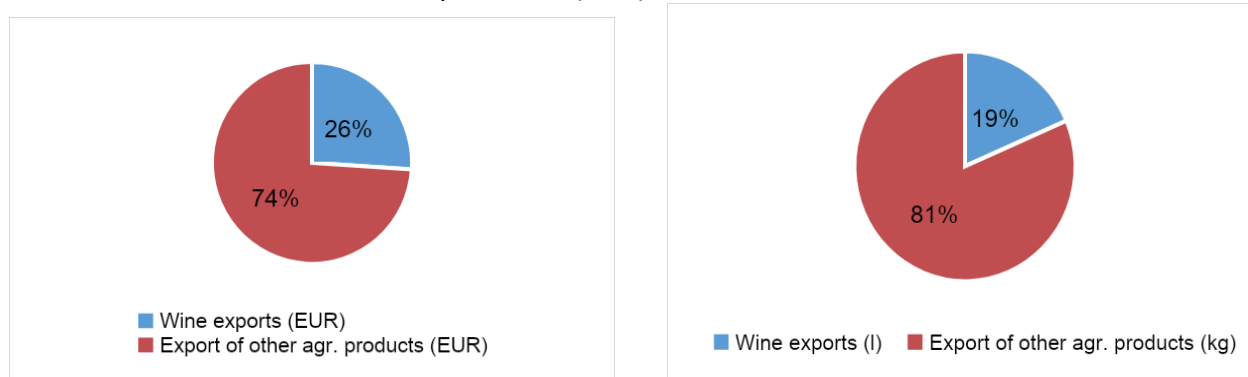 26%
74%
Wine exports (EUR)
Export of other agr. products (EUR)
19%
81%
Wine exports (l) Export of other agr. products (kg)